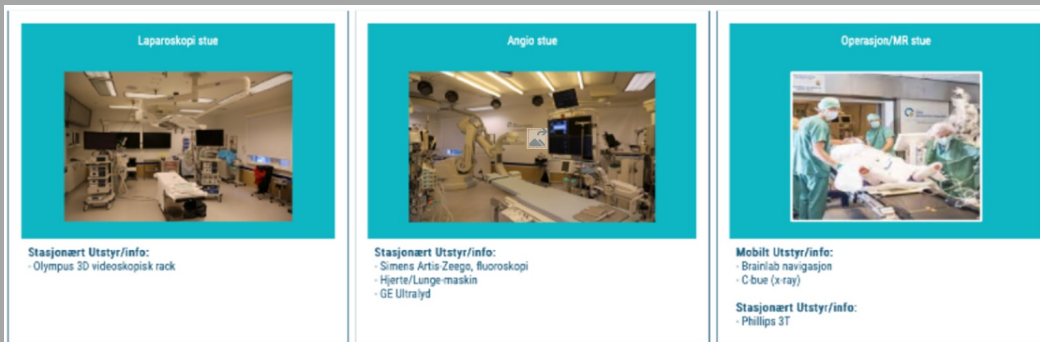 Laparoskopi stue
Stasjonært Utstyr/info:
- Olympus 3D videoskopisk rack
Angio stue
Stasjonært Utstyr/info:
- Simens Artis-Zeego, fluoroskopi
- Hjerte/Lunge-maskin
- GE Ultralyd
Operasjon/MR stue
Mobilt Utstyr/info:
- Brainlab navigasjon
- C-bue (x-ray)
Stasjonært Utstyr/info:
- Phillips 3T